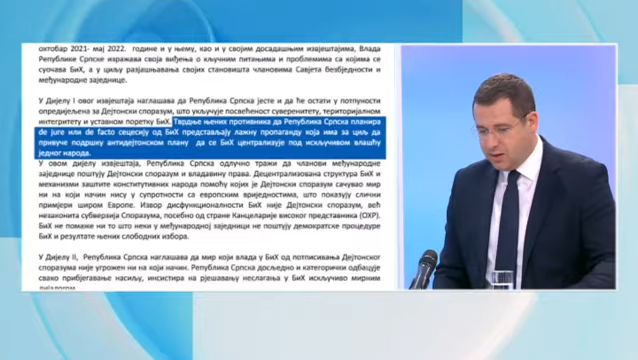 октобар 2021- мај 2022. године и у њему, као и у својим досадашњим извјештајима, Влада
Републике Српске изражава своја виђења о кључним питањима и проблемима са којима се
суочава БиХ, а у циљу разјашњавања својих становишта члановима Савјета безбједности и
међународне заједнице.
У Дијелу I овог извјештаја наглашава да Република Српска јесте и да ће остати у потпуности
опредијељена за Дејтонски споразум, што укључује посвећеност суверенитету, територијалном
интегритету и уставном поретку БиХ. Тврдње њених противника да Република Српска планира
de jure или de facto сецесију од БиХ представљају лажну пропаганду која има за циљ да
привуче подршку антидејтонском плану да се БиХ централизује под искључивом влашћу
једног народа.
У овом дијелу извјештаја, Република Српска одлучно тражи да чланови међународне
заједнице поштују Дејтонски споразум и владавину права. Децентрализована структура БиХ и
механизми заштите конститутивних народа помоћу којих је Дејтонски споразум сачувао мир
ни на који начин нису у супротности са европским вриједностима, што показују слични
примјери широм Европе. Извор дисфункционалности БиХ није Дејтонски споразум, већ
незаконита субверзија Споразума, посебно од стране Канцеларије високог представника (ОХР).
БиХ не помаже ни то што неки у међународној заједници не поштују демократске процедуре
БиХ и резултате њених слободних избора.
У Дијелу II, Република Српска наглашава да мир који влада у БиХ од потписивања Дејтонског
споразума није угрожен ни на који начин. Република Српска досљедно и категорички одбацује
свако прибјегавање насиљу, инсистира на рјешавању неслагања у БиХ искључиво мирним
дијалогом.